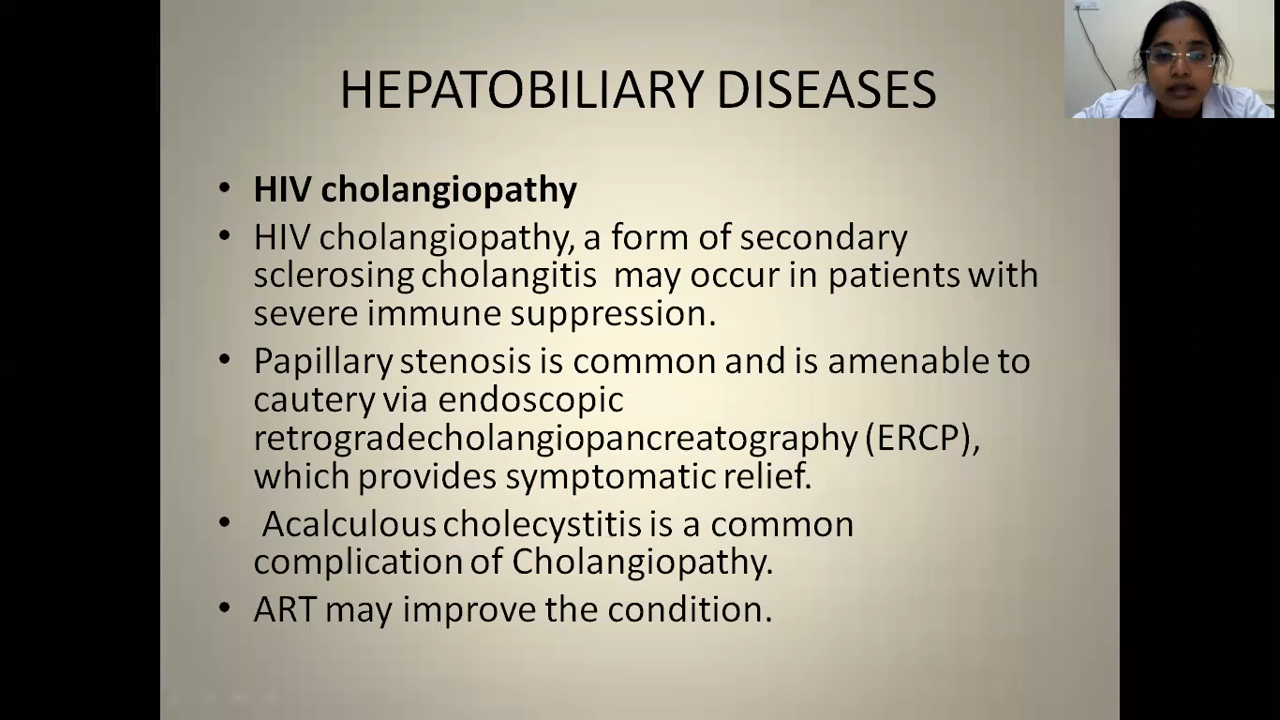 HEPATOBILIARY DISEASES
• HIV cholangiopathy
• HIV cholangiopathy, a form of secondary
sclerosing cholangitis may occur in patients with
severe immune suppression.
• Papillary stenosis is common and is amenable to
cautery via endoscopic
retrogradecholangiopancreatography (ERCP),
which provides symptomatic relief.
• Acalculous cholecystitis is a common
complication of Cholangiopathy.
• ART may improve the condition.